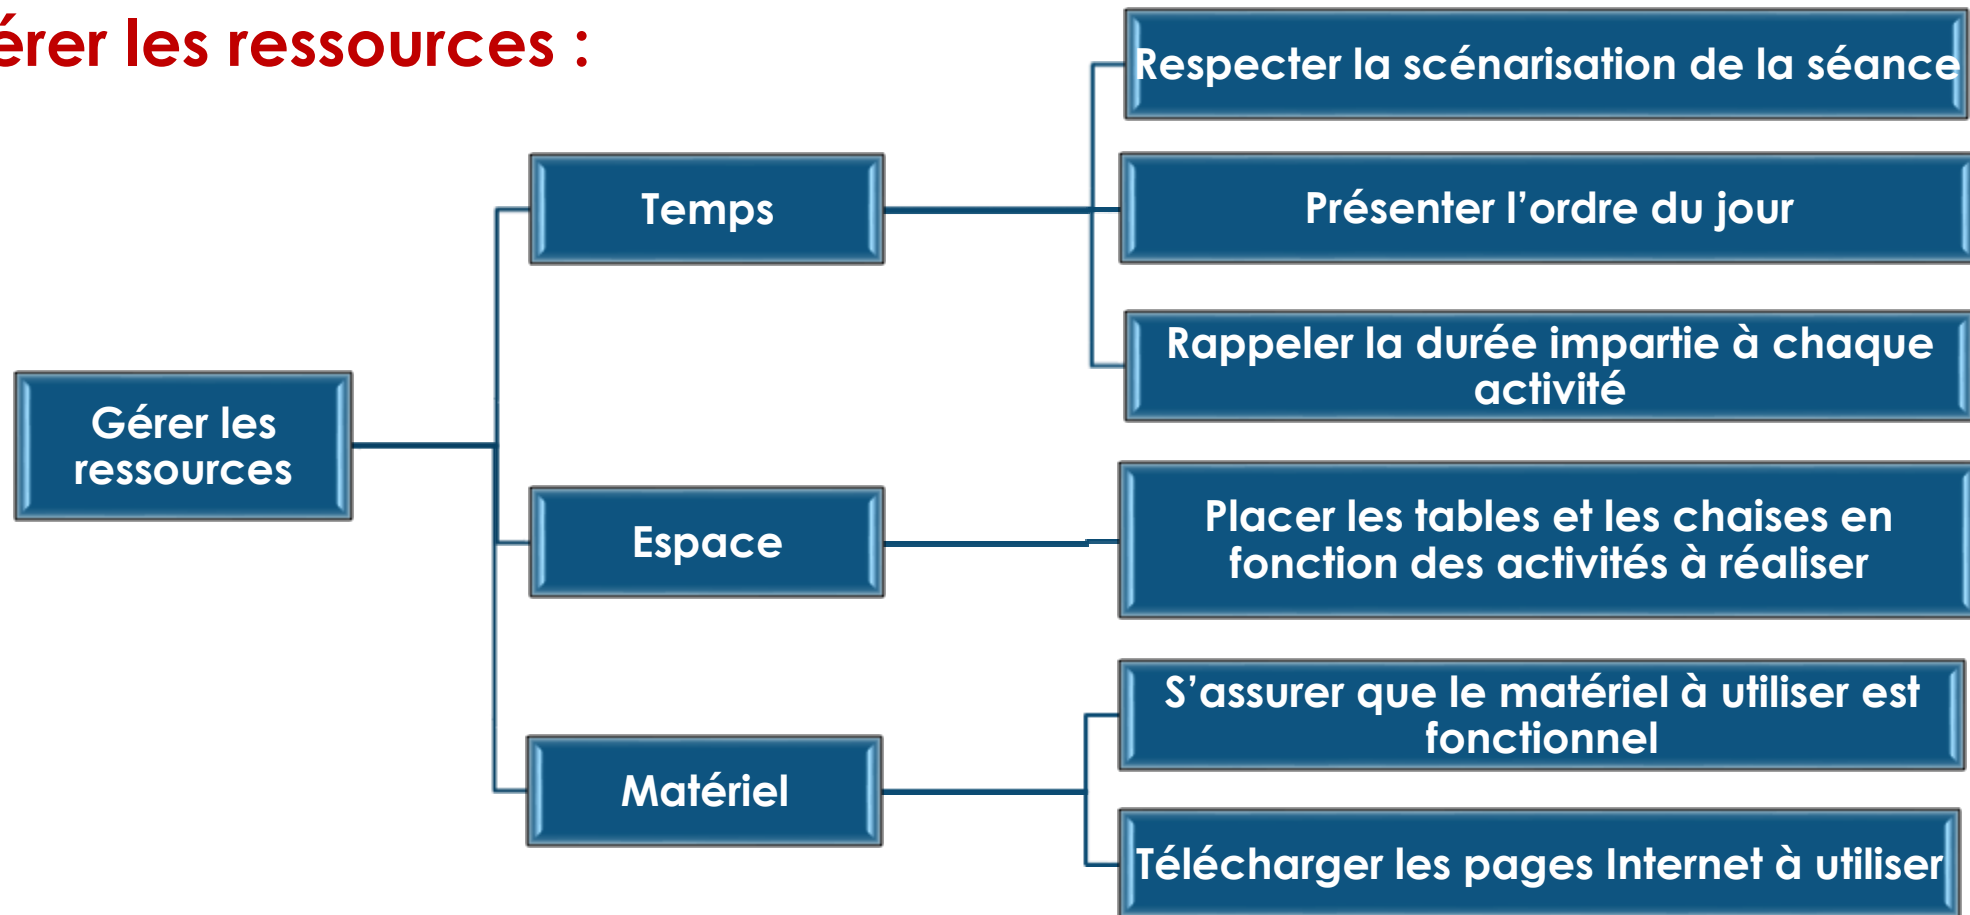 érer les ressources :
Respecter la scénarisation de la séance
Temps
Présenter l’ordre du jour
Rappeler la durée impartie à chaque
activité
Gérer les
ressources
Espace
Placer les tables et les chaises en
fonction des activités à réaliser
Matériel
S’assurer que le matériel à utiliser est
fonctionnel
Télécharger les pages Internet à utiliser